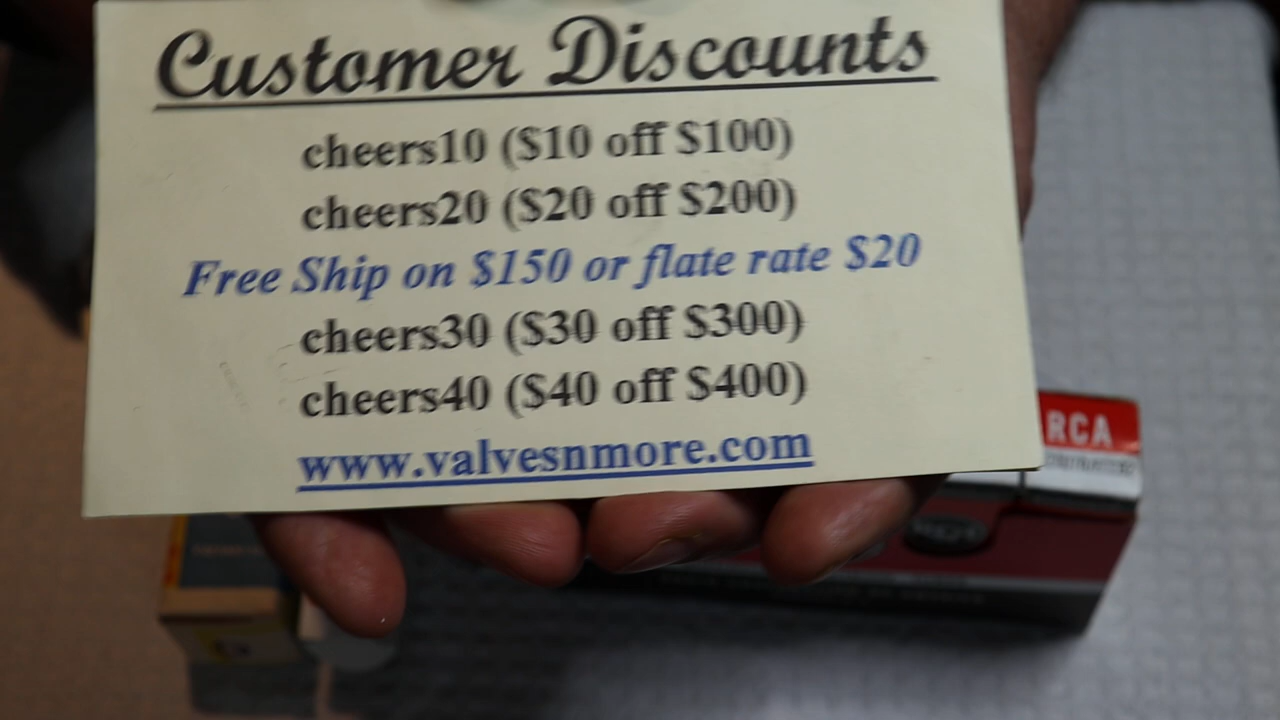 Customer Discounts
cheers10 ($10 off $100)
cheers20 ($20 off $200)
Free Ship on $150 or flate rate $20
cheers30 ($30 off $300)
cheers40 ($40 off $400)
www.valvesnmore.com
RCA